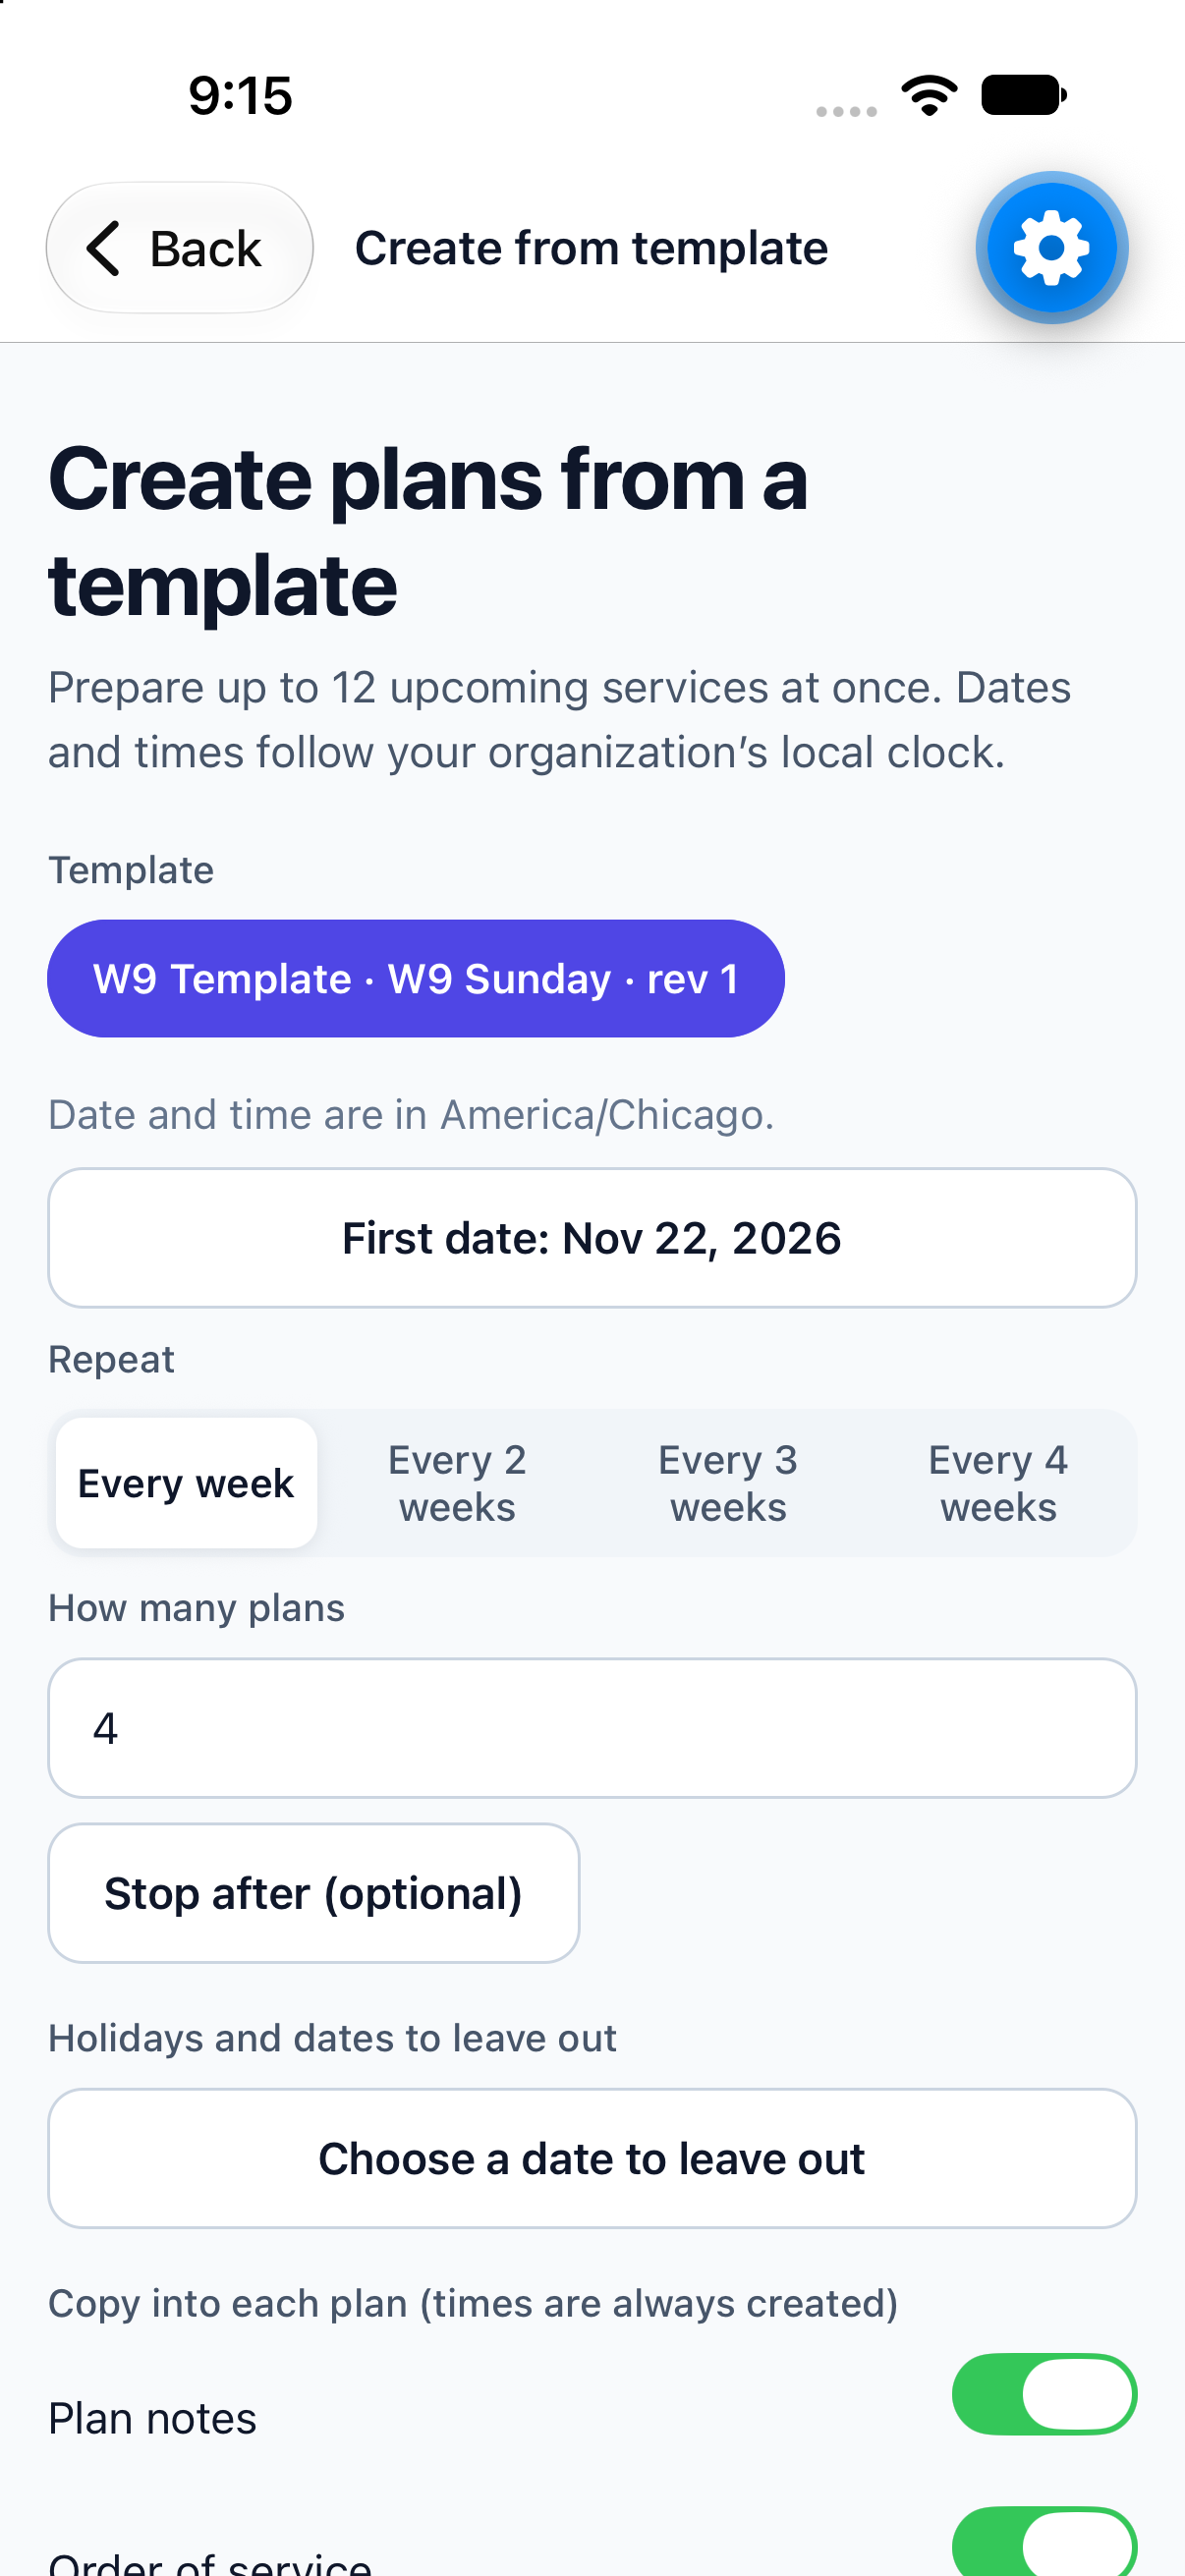 9:15
Back
Create from template
Create plans from a
template
Prepare up to 12 upcoming services at once. Dates
and times follow your organization’s local clock.
Template
W9 Template · W9 Sunday · rev 1
Date and time are in America/Chicago.
First date: Nov 22, 2026
Repeat
Every week
Every 2
weeks
Every 3
weeks
Every 4
weeks
How many plans
4
Stop after (optional)
Holidays and dates to leave out
Choose a date to leave out
Copy into each plan (times are always created)
Plan notes
Order of service